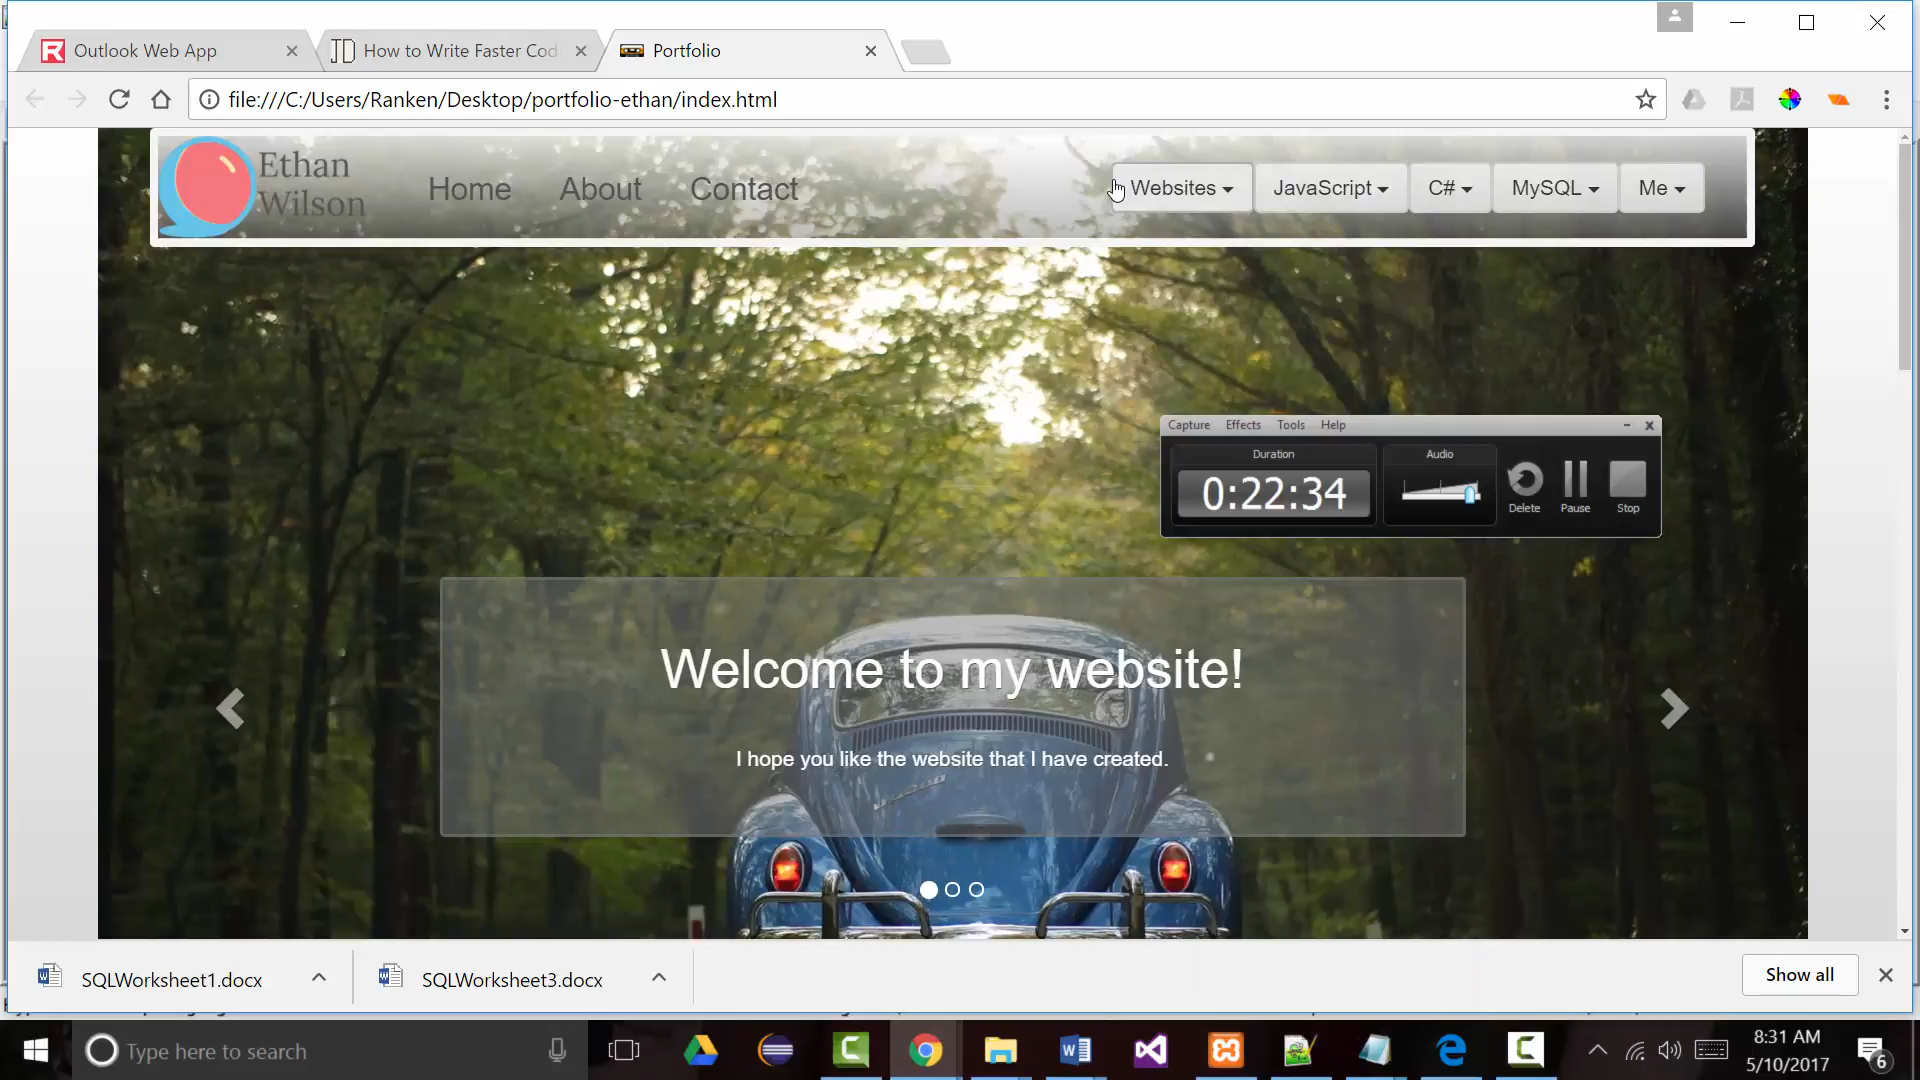 Outlook Web App
How to Write Faster Cod
Portfolio
file:///C:/Users/Ranken/Desktop/portfolio-ethan/index.html
Ethan
Wilson
Home
About
Contact
Websites
JavaScript
C#
MySQL
Me
Capture
Effects
Tools
Help
Duration
Audio
0:22:34
Delete
Pause
Stop
Welcome to my website!
I hope you like the website that I have created.
SQLWorksheet1.docx
SQLWorksheet3.docx
Show all
Type here to search
8:31 AM
5/10/2017
6